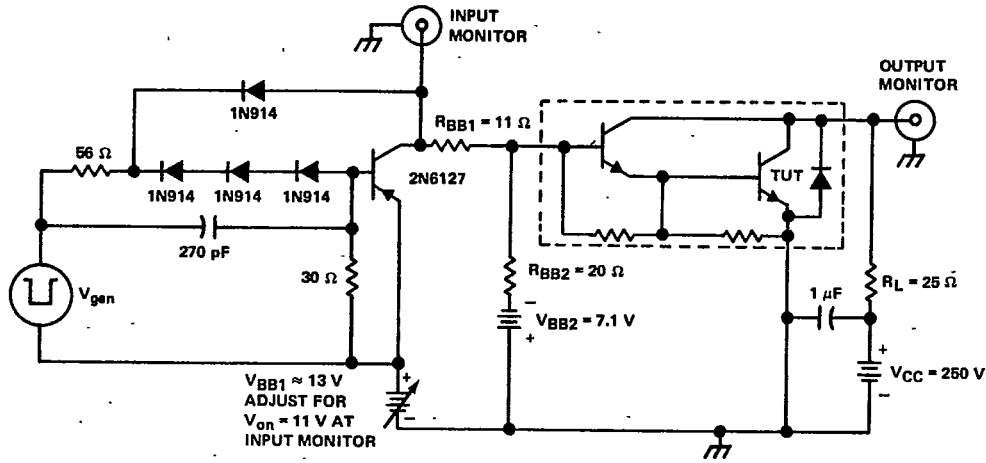 INPUT
MONITOR
OUTPUT
MONITOR
1N914
R_BB1 = 11 Ω
56 Ω
1N914
1N914
1N914
2N6127
TUT
270 pF
30 Ω
R_BB2 = 20 Ω
R_L = 25 Ω
1 μF
V_gen
-
V_BB2 = 7.1 V
+
+
V_CC = 250 V
-
V_BB1 ≈ 13 V
ADJUST FOR
V_on = 11 V AT
INPUT MONITOR
+
-